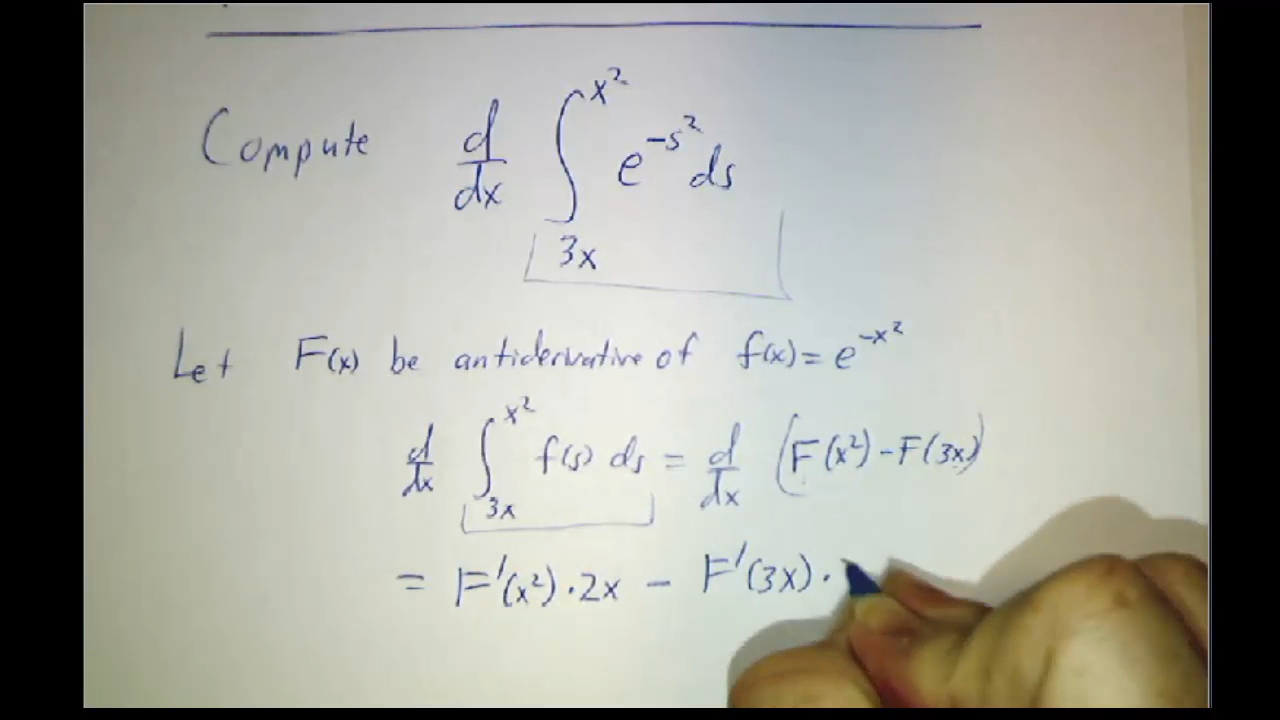 Compute d/dx ∫_{3x}^{x²} e^{-s²} ds
Let F(x) be antiderivative of f(x) = e^{-x²}
d/dx ∫_{3x}^{x²} f(s) ds = d/dx (F(x²) - F(3x))
= F'(x²) · 2x - F'(3x) ·